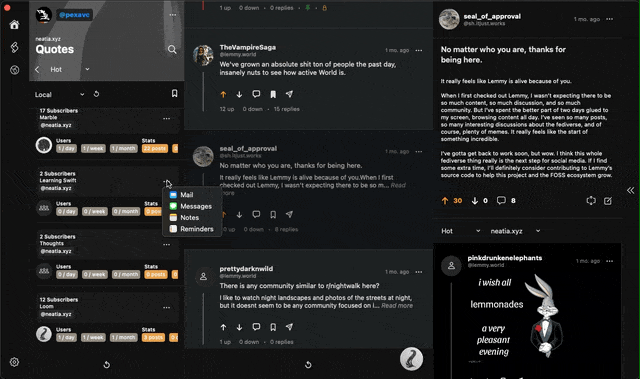 @pexavc
neatia.xyz
Quotes
Hot
Local
17 Subscribers
Marble
@neatia.xyz
Users
Stats
1 / day
1 / week
1 / month
22 posts
2 Subscribers
Learning Swift
@neatia.xyz
Users
Stats
0 / day
0 / week
0 / month
2 Subscribers
Thoughts
@neatia.xyz
Users
Stats
0 / day
0 / week
0 / month
12 Subscribers
Loom
@neatia.xyz
Users
Stats
1 / day
1 / week
1 / month
Mail
Messages
Notes
Reminders
1 up · 0 down · 0 replies
TheVampireSaga
@lemmy.world
1 mo. ago
We've grown an absolute shit ton of people the past day,
insanely nuts to see how active World is.
12 up · 0 down · 15 replies
seal_of_approval
@sh.itjust.works
1 mo. ago
No matter who you are, thanks for being here.
It really feels like Lemmy is alive because of you.When I first
checked out Lemmy, I wasn't expecting there to be so m... Read
more
0 down · 8 replies
prettydarknwild
@lemmy.world
1 mo. ago
There is any community similar to r/nightwalk here?
I like to watch night landscapes and photos of the streets at night,
but it doesnt seem to be any community focused on i... Read more
1 up · 0 down · 0 replies
seal_of_approval
@sh.itjust.works
1 mo. ago
No matter who you are, thanks for
being here.
It really feels like Lemmy is alive because of you.
When I first checked out Lemmy, I wasn't expecting there to be
so much content, so much discussion, and so much
community. But I've spent the better part of two days glued to
my screen, browsing content all day. I've seen so many posts,
so many interesting discussions about the fediverse, and of
course, plenty of memes. It really feels like the start of
something incredible.
I've gotta get back to work soon, but wow. I think this whole
fediverse thing really is the next step for social media. If I find
some extra time, I'll definitely consider contributing to Lemmy's
source code to help this project and the FOSS ecosystem grow.
30
0
8
Hot
neatia.xyz
pinkdrunkenelephants
@lemmy.world
1 mo. ago
i wish all
lemmonades
a very
pleasant
evening